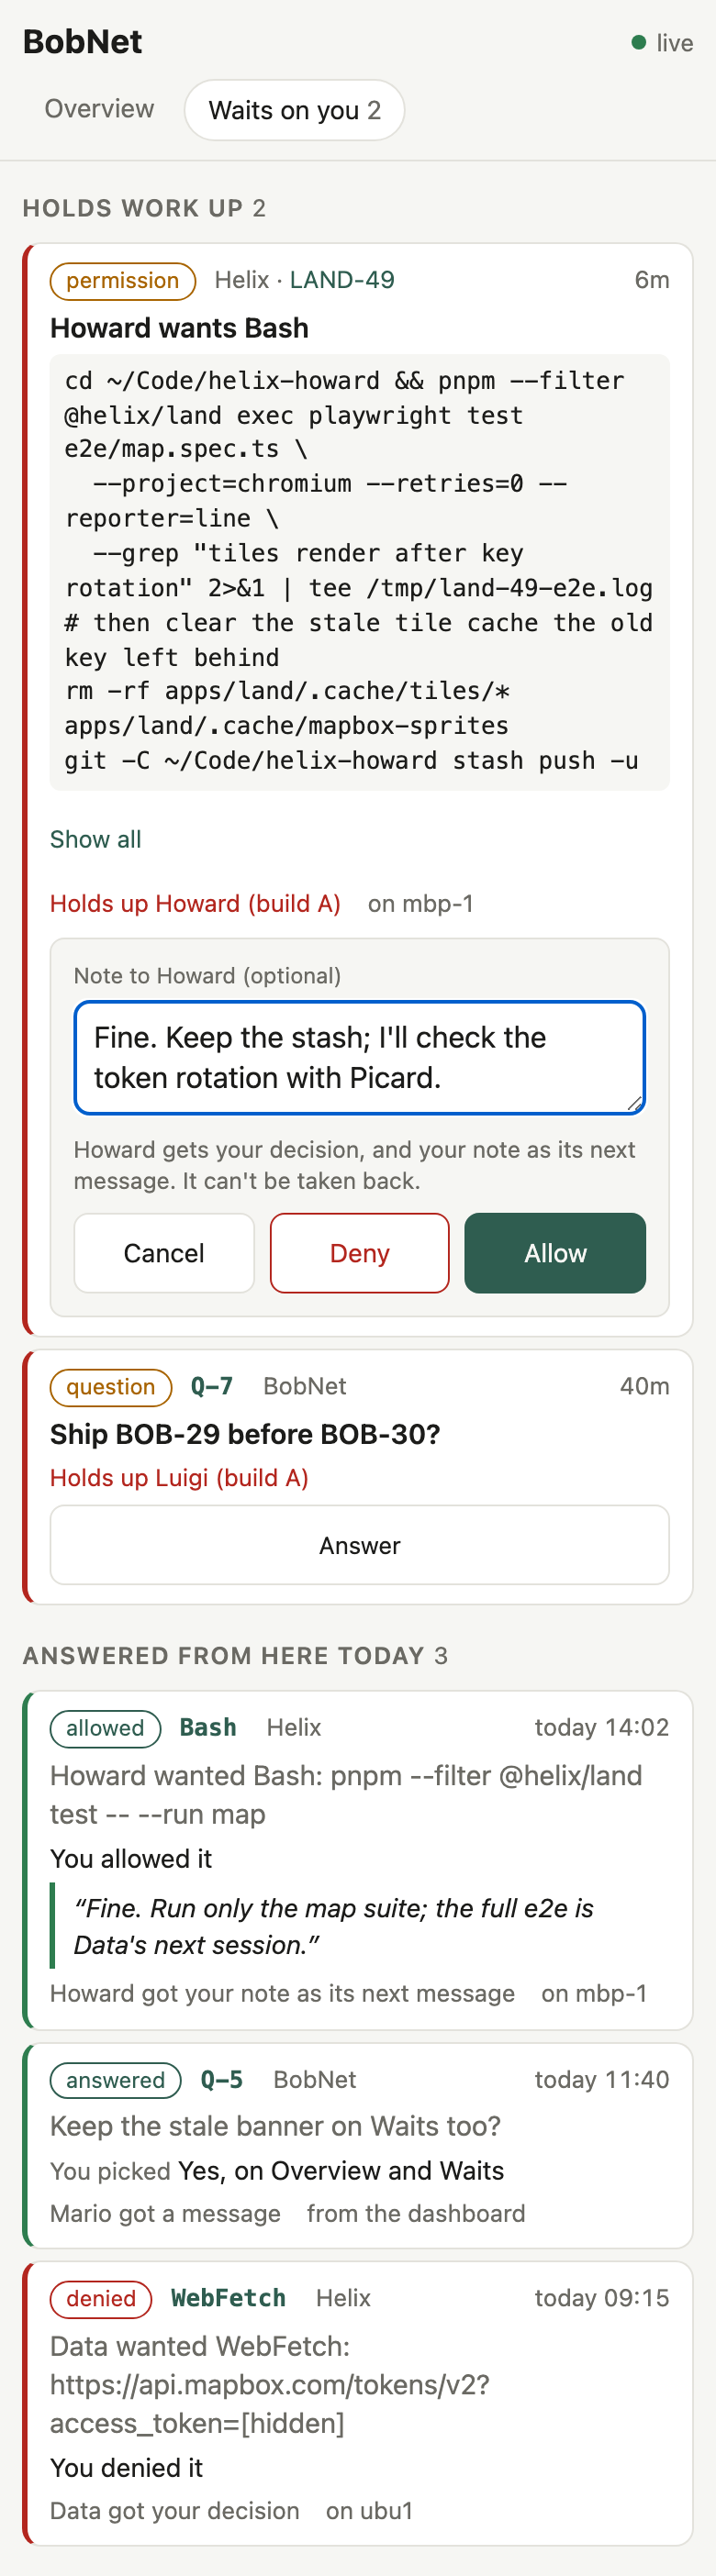 BobNet
live
Overview
Waits on you 2
HOLDS WORK UP 2
permission Helix · LAND-49 6m
Howard wants Bash
cd ~/Code/helix-howard && pnpm --filter
@helix/land exec playwright test
e2e/map.spec.ts \
  --project=chromium --retries=0 --
reporter=line \
  --grep "tiles render after key
rotation" 2>&1 | tee /tmp/land-49-e2e.log
# then clear the stale tile cache the old
key left behind
rm -rf apps/land/.cache/tiles/*
apps/land/.cache/mapbox-sprites
git -C ~/Code/helix-howard stash push -u
Show all
Holds up Howard (build A) on mbp-1
Note to Howard (optional)
Fine. Keep the stash; I'll check the
token rotation with Picard.
Howard gets your decision, and your note as its next
message. It can't be taken back.
Cancel
Deny
Allow
question Q-7 BobNet 40m
Ship BOB-29 before BOB-30?
Holds up Luigi (build A)
Answer
ANSWERED FROM HERE TODAY 3
allowed Bash Helix today 14:02
Howard wanted Bash: pnpm --filter @helix/land
test -- --run map
You allowed it
“Fine. Run only the map suite; the full e2e is
Data's next session.”
Howard got your note as its next message on mbp-1
answered Q-5 BobNet today 11:40
Keep the stale banner on Waits too?
You picked Yes, on Overview and Waits
Mario got a message from the dashboard
denied WebFetch Helix today 09:15
Data wanted WebFetch:
https://api.mapbox.com/tokens/v2?
access_token=[hidden]
You denied it
Data got your decision on ubu1